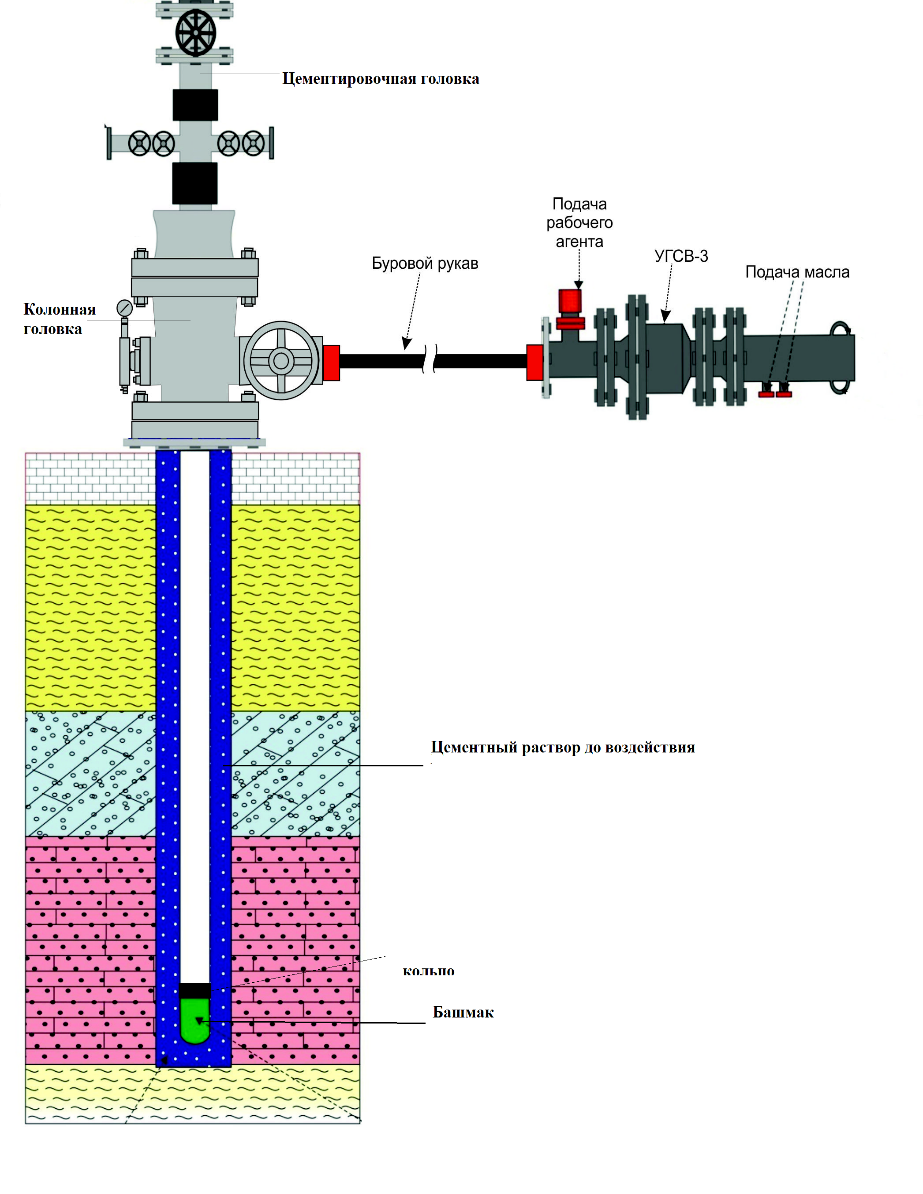 Цементировочная головка
Подача
рабочего
агента
УГСВ-3
Буровой рукав
Подача масла
Колонная
головка
Цементный раствор до воздействия
кольцо
Башмак